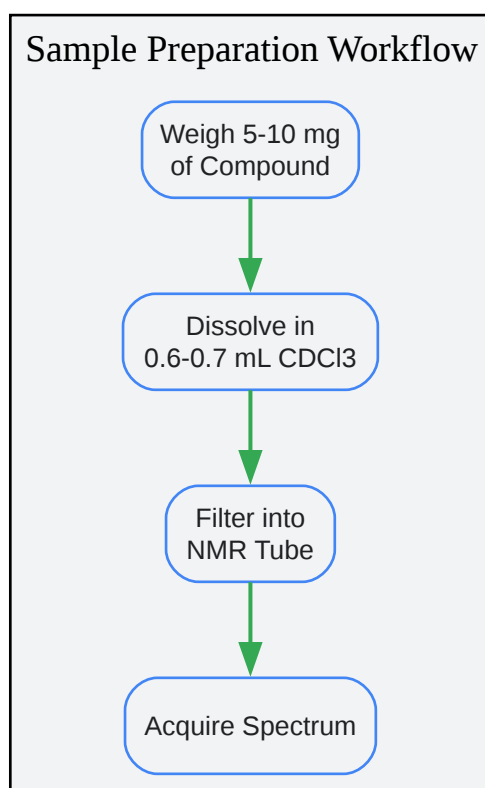 Sample Preparation Workflow
Weigh 5-10 mg
of Compound
Dissolve in
0.6-0.7 mL CDCl3
Filter into
NMR Tube
Acquire Spectrum